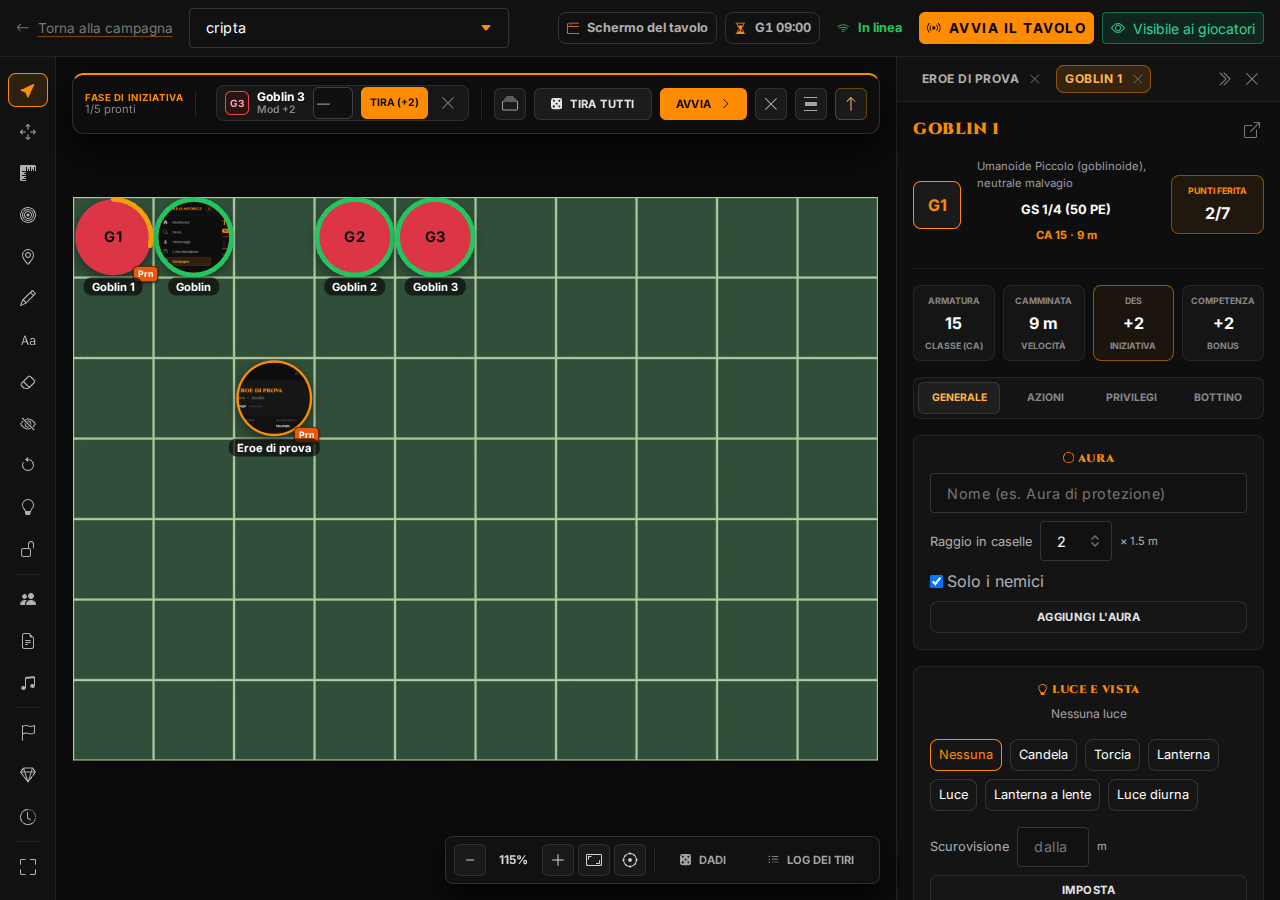 Torna alla campagna
cripta
Schermo del tavolo
G1 09:00
In linea
AVVIA IL TAVOLO
Visibile ai giocatori
Aa
FASE DI INIZIATIVA
1/5 pronti
G3
Goblin 3
Mod +2
—
TIRA (+2)
TIRA TUTTI
AVVIA
G1
G2
G3
Prn
Goblin 1
Goblin
Goblin 2
Goblin 3
EROE DI PROVA
Prn
Eroe di prova
115%
DADI
LOG DEI TIRI
EROE DI PROVA
GOBLIN 1
GOBLIN 1
G1
Umanoide Piccolo (goblinoide),
neutrale malvagio
GS 1/4 (50 PE)
CA 15 · 9 m
PUNTI FERITA
2/7
ARMATURA
15
CLASSE (CA)
CAMMINATA
9 m
VELOCITÀ
DES
+2
INIZIATIVA
COMPETENZA
+2
BONUS
GENERALE
AZIONI
PRIVILEGI
BOTTINO
AURA
Nome (es. Aura di protezione)
Raggio in caselle
2
× 1.5 m
Solo i nemici
AGGIUNGI L'AURA
LUCE E VISTA
Nessuna luce
Nessuna
Candela
Torcia
Lanterna
Luce
Lanterna a lente
Luce diurna
Scurovisione
dalla
m
IMPOSTA